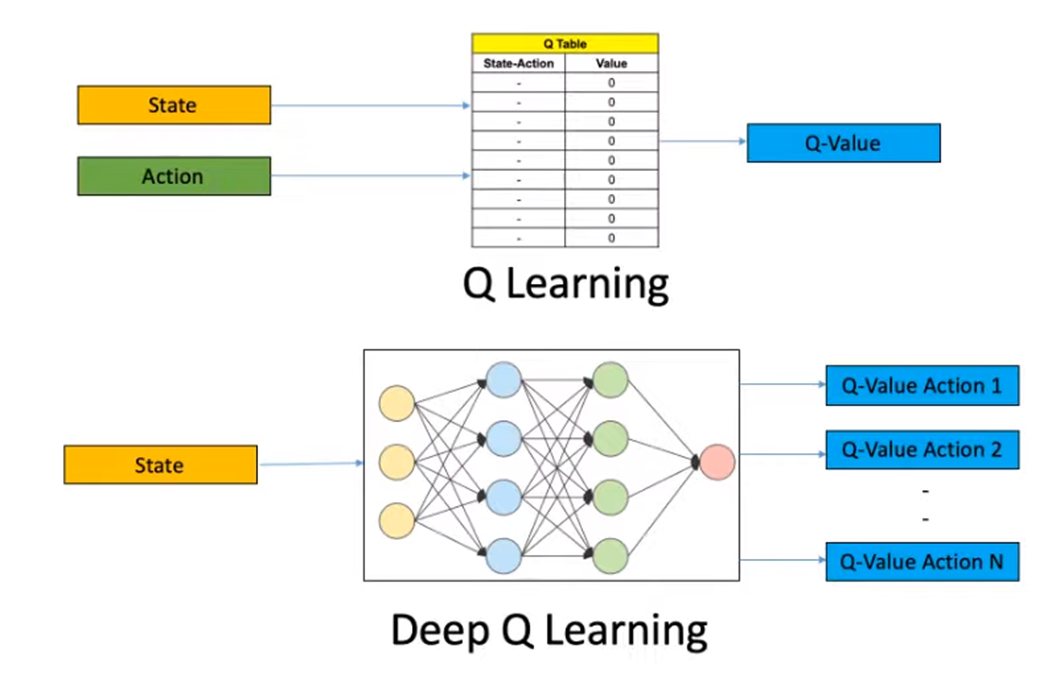 Q Table
State-Action Value
- 0
- 0
- 0
- 0
- 0
- 0
- 0
- 0
- 0
State
Action
Q-Value
Q Learning
State
Q-Value Action 1
Q-Value Action 2
-
-
Q-Value Action N
Deep Q Learning